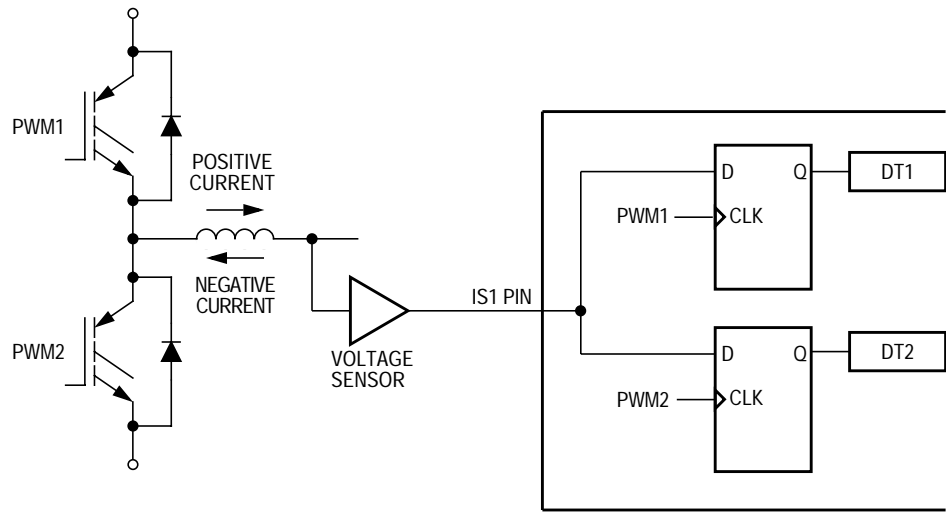 PWM1
POSITIVE
CURRENT
NEGATIVE
CURRENT
PWM2
VOLTAGE
SENSOR
IS1 PIN
D
Q
DT1
PWM1
CLK
D
Q
DT2
PWM2
CLK